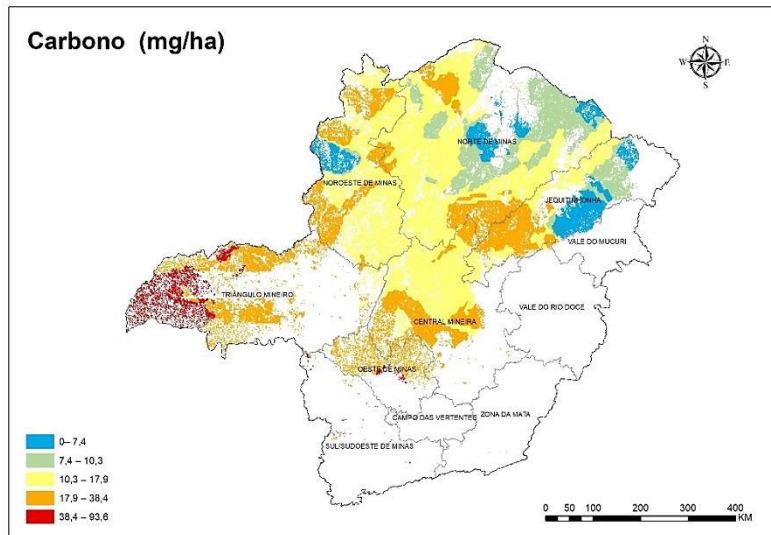 Carbono (mg/ha)
N
W E
S
NORTE DE MINAS
NOROESTE DE MINAS
JEQUITINHONHA
VALE DO MUCURI
TRIÂNGULO MINEIRO
VALE DO RIO DOCE
CENTRAL MINEIRA
OESTE DE MINAS
CAMPO DAS VERTENTES
ZONA DA MATA
SUL/SUDOESTE DE MINAS
0– 7,4
7,4 – 10,3
10,3 – 17,9
17,9 – 38,4
38,4 – 93,6
0 50 100 200 300 400
KM